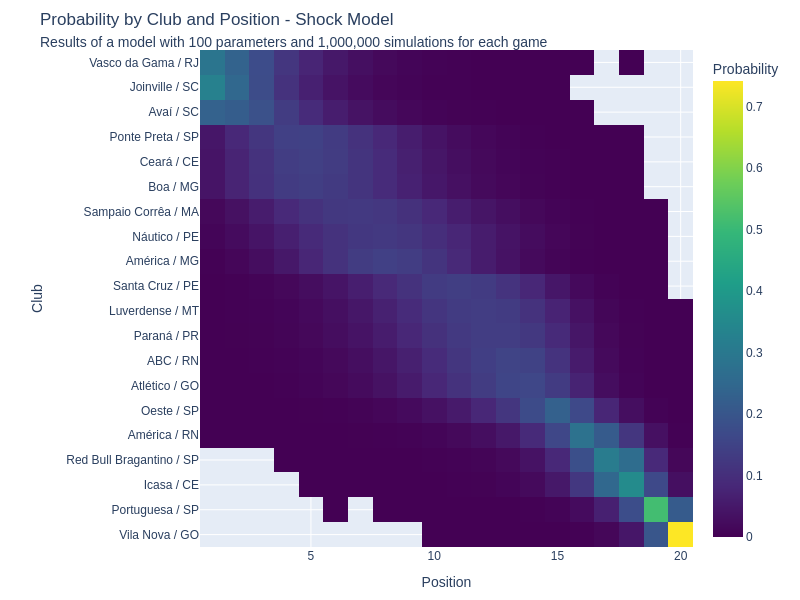 Probability by Club and Position - Shock Model
Results of a model with 100 parameters and 1,000,000 simulations for each game
Vasco da Gama / RJ
Joinville / SC
Avaí / SC
Ponte Preta / SP
Ceará / CE
Boa / MG
Sampaio Corrêa / MA
Náutico / PE
América / MG
Santa Cruz / PE
Luverdense / MT
Paraná / PR
ABC / RN
Atlético / GO
Oeste / SP
América / RN
Red Bull Bragantino / SP
Icasa / CE
Portuguesa / SP
Vila Nova / GO
Club
5
10
15
20
Position
Probability
0.7
0.6
0.5
0.4
0.3
0.2
0.1
0